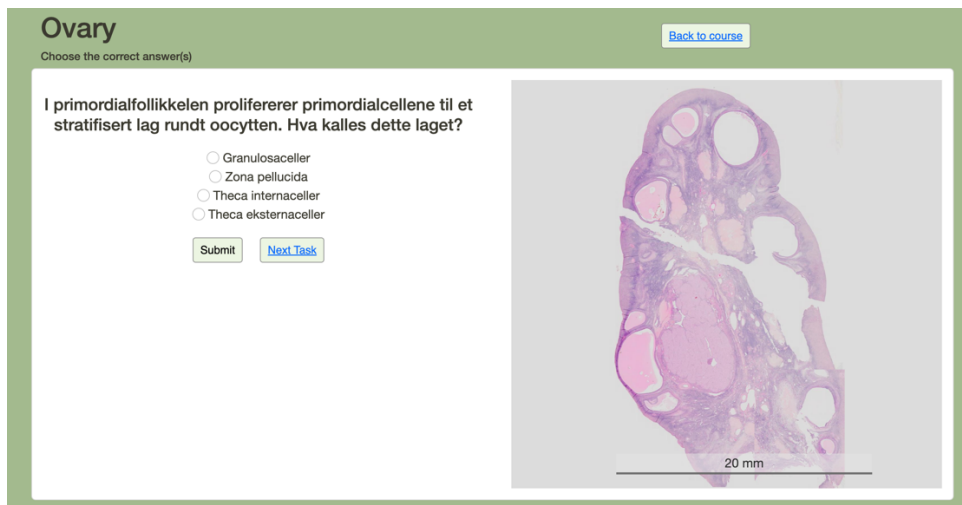 Ovary
Back to course
Choose the correct answer(s)
I primordialfollikkelen prolifererer primordialcellene til et
stratifisert lag rundt oocytten. Hva kalles dette laget?
Granulosaceller
Zona pellucida
Theca internaceller
Theca eksternaceller
Submit
Next Task
20 mm